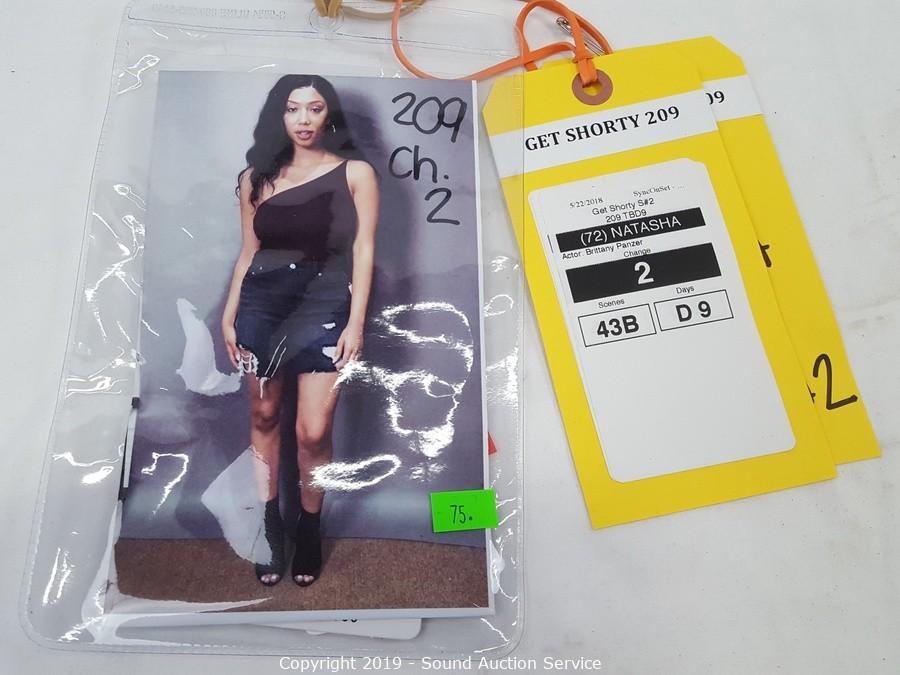 209
Ch.
2
75.
GET SHORTY 209
09
5/22/2018 SyncOnSet - ...
Get Shorty S#2
209 TBD9
(72) NATASHA
Actor: Brittany Panzer
Change
2
Scenes Days
43B D 9
2
Copyright 2019 - Sound Auction Service